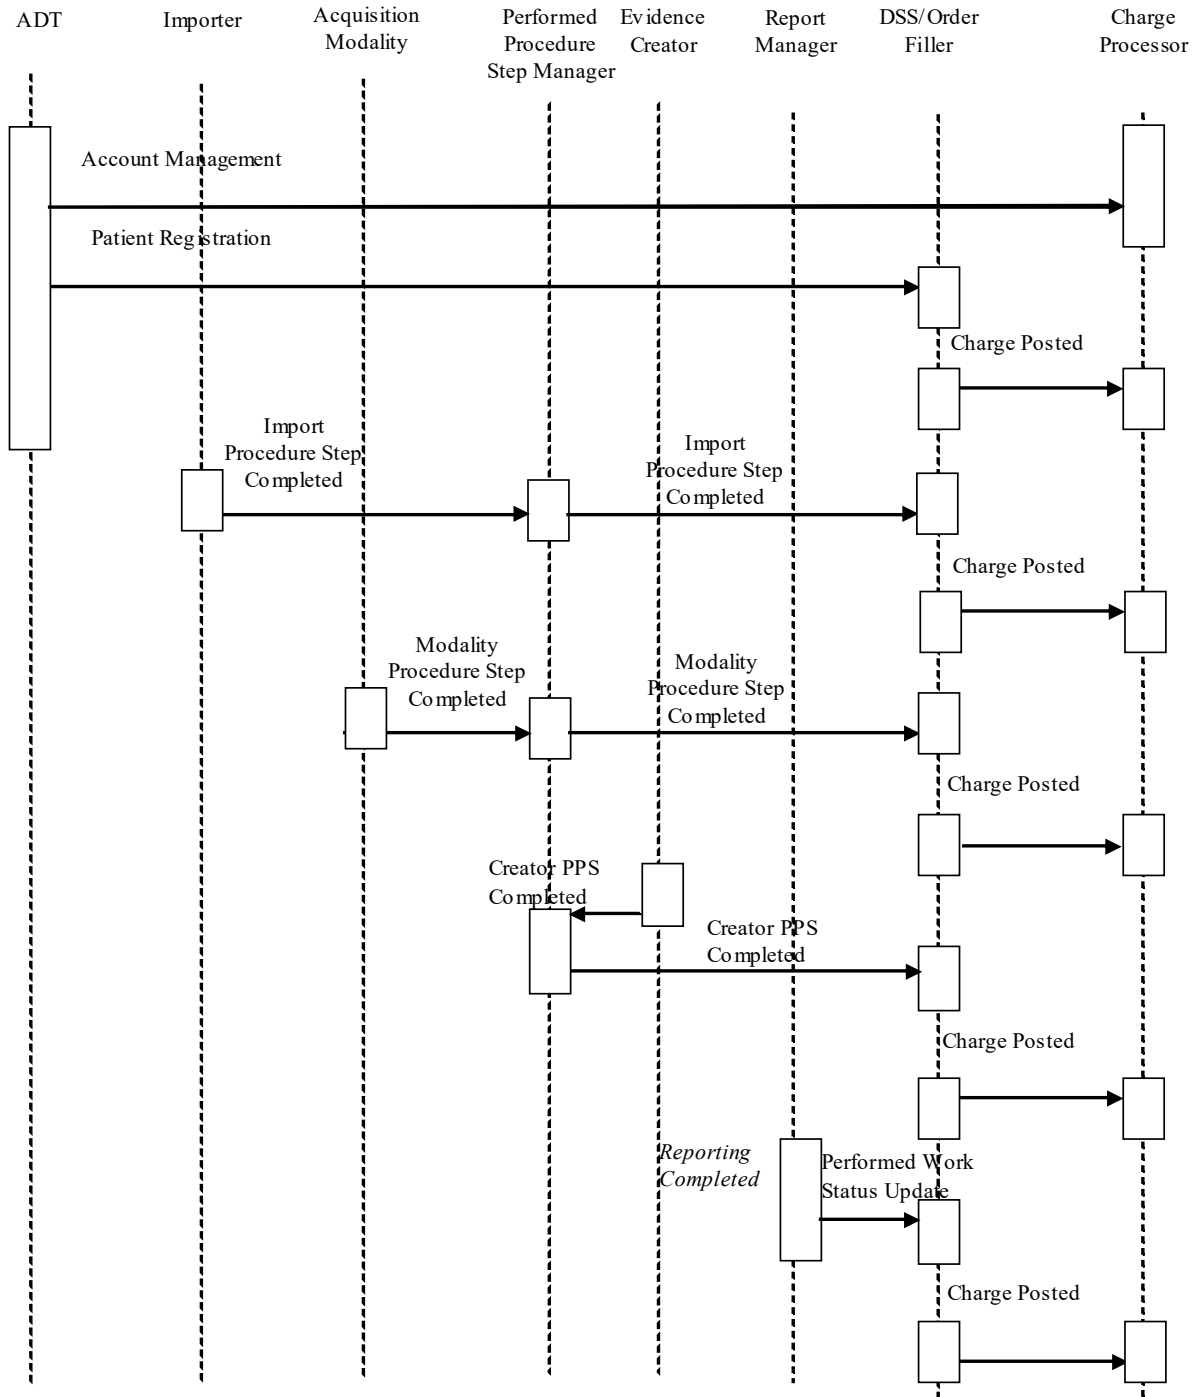 ADT
Importer
Acquisition
Modality
Performed
Procedure
Step Manager
Evidence
Creator
Report
Manager
DSS/Order
Filler
Charge
Processor
Account Management
Patient Registration
Charge Posted
Import
Procedure Step
Completed
Import
Procedure Step
Completed
Charge Posted
Modality
Procedure Step
Completed
Modality
Procedure Step
Completed
Charge Posted
Creator PPS
Completed
Creator PPS
Completed
Charge Posted
Reporting
Completed
Performed Work
Status Update
Charge Posted